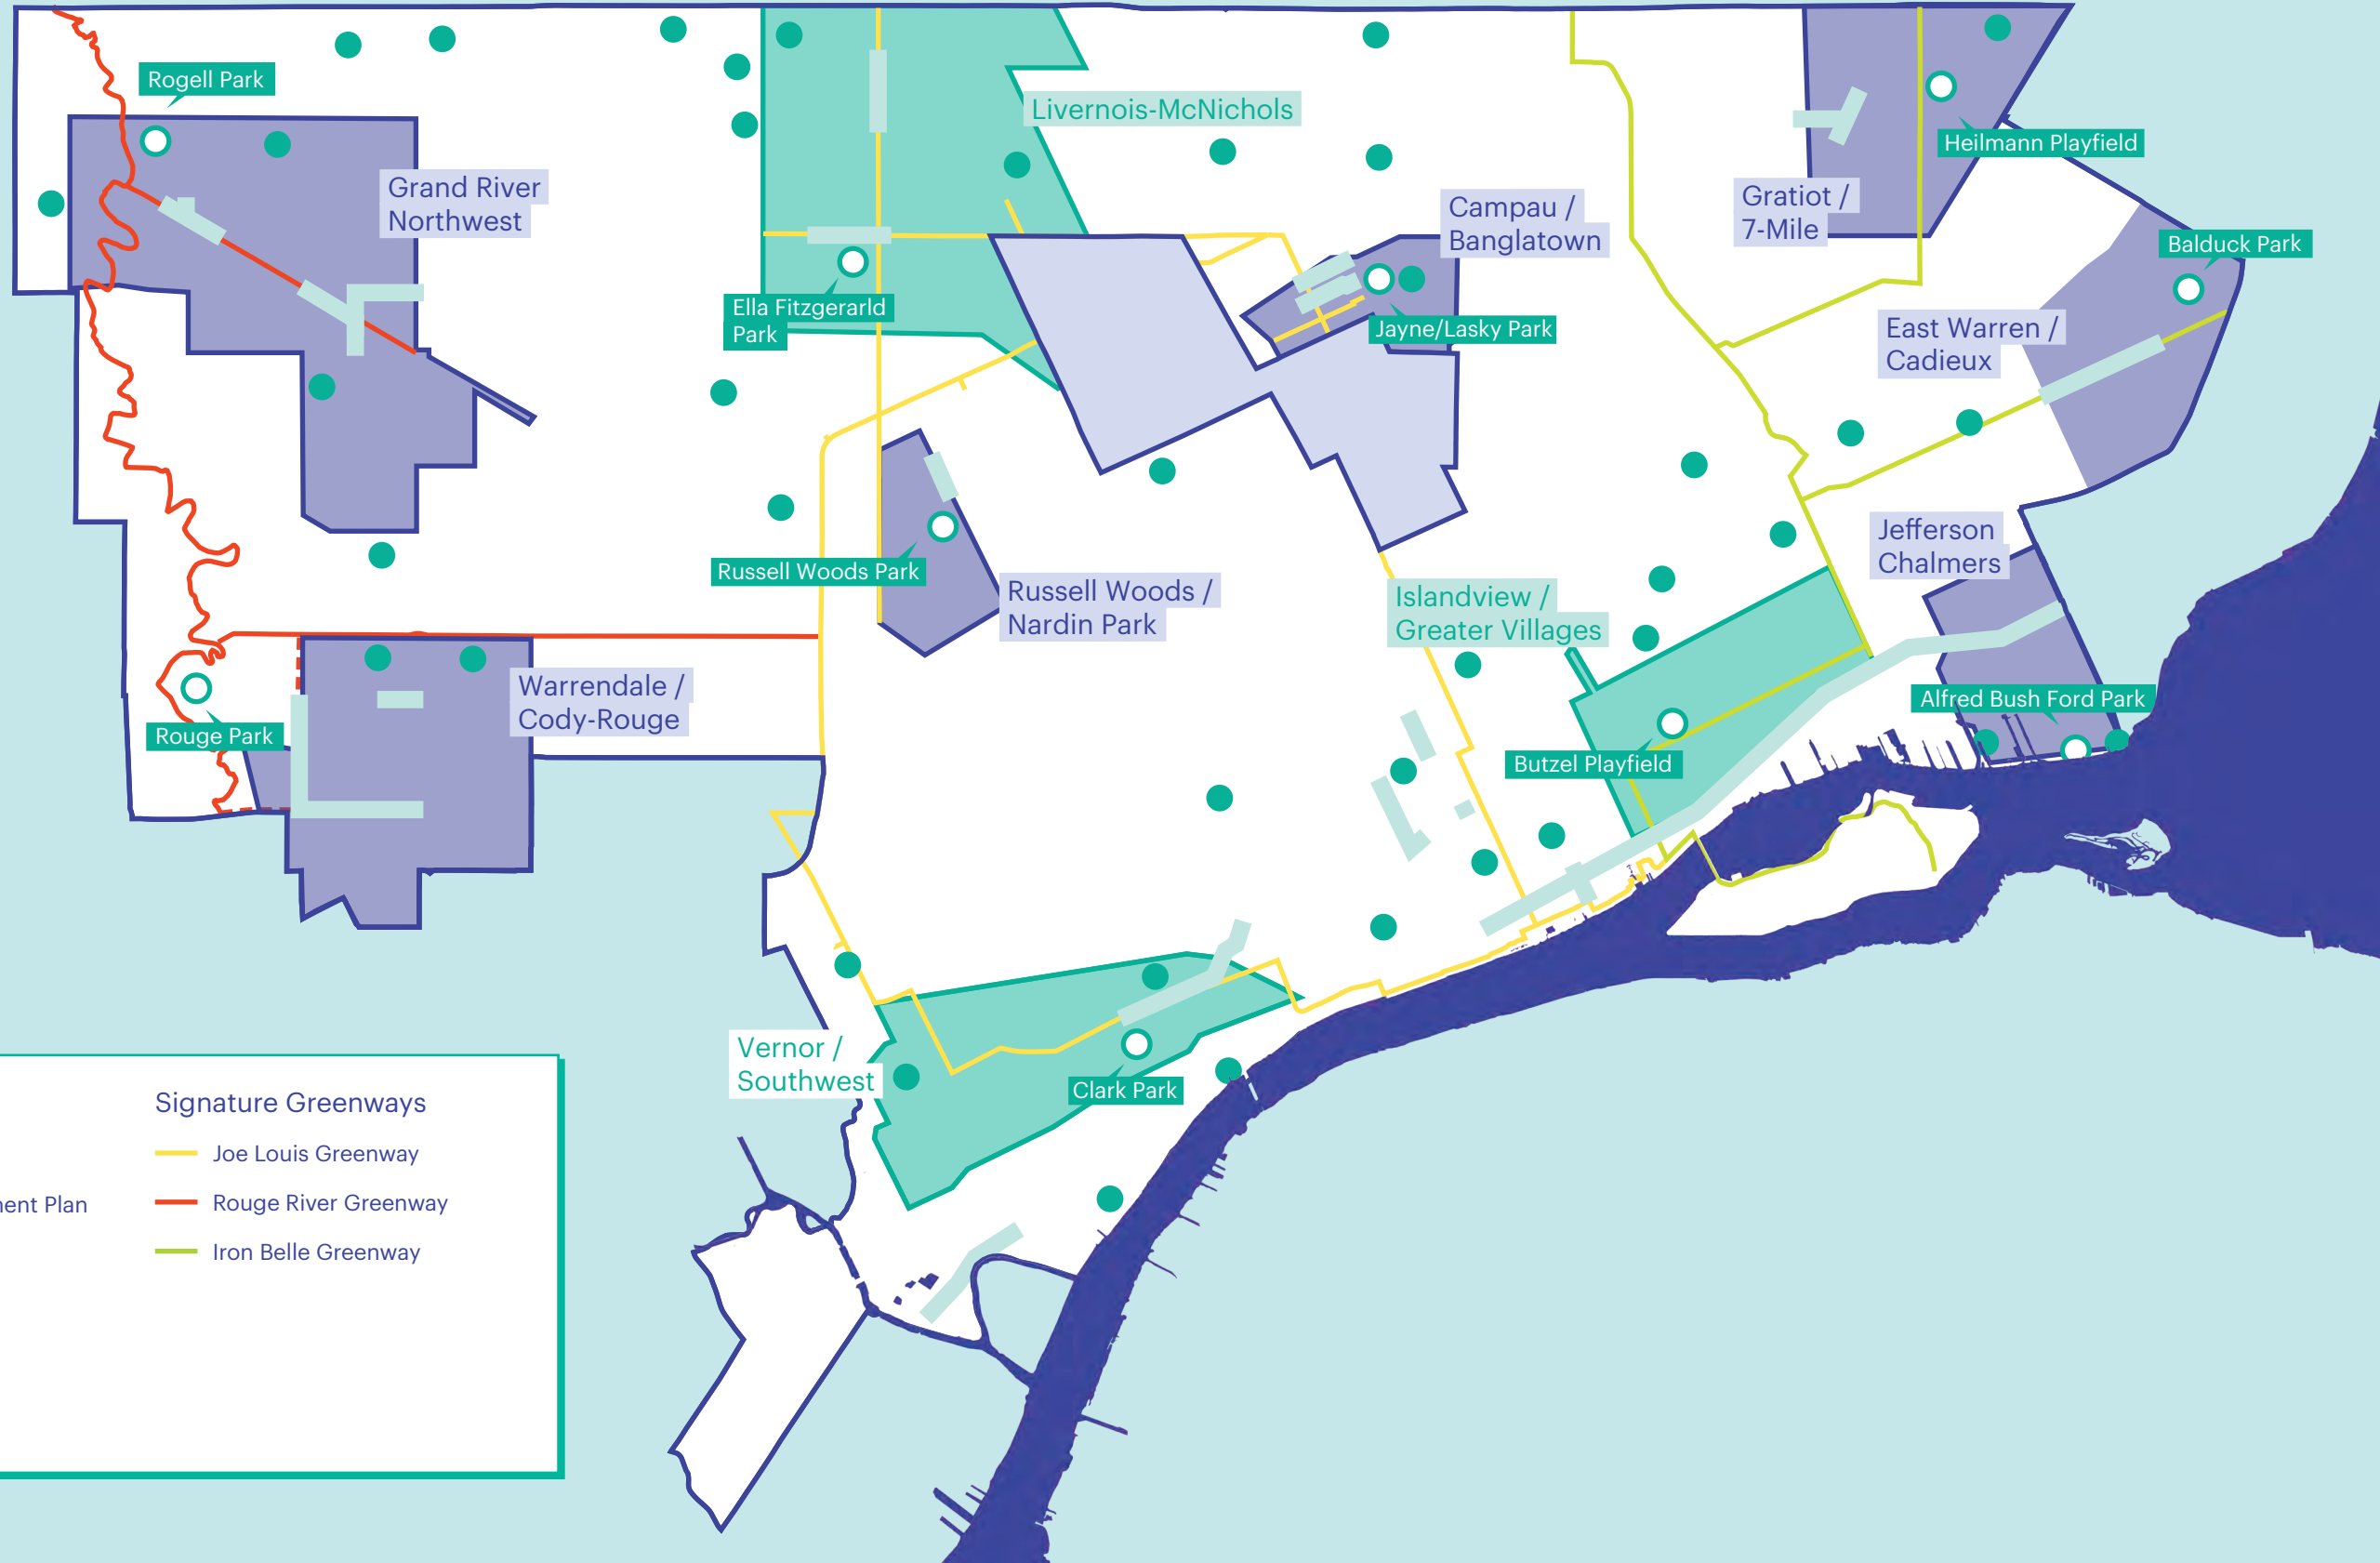 Rogell Park
Livernois-McNichols
Heilmann Playfield
Grand River
Northwest
Campau /
Banglatown
Gratiot /
7-Mile
Balduck Park
Ella Fitzgerarld
Park
Jayne/Lasky Park
East Warren /
Cadieux
Jefferson
Chalmers
Russell Woods Park
Russell Woods /
Nardin Park
Islandview /
Greater Villages
Warrendale /
Cody-Rouge
Alfred Bush Ford Park
Rouge Park
Butzel Playfield
Vernor /
Southwest
Clark Park
Signature Greenways
Joe Louis Greenway
Rouge River Greenway
Iron Belle Greenway
Plan